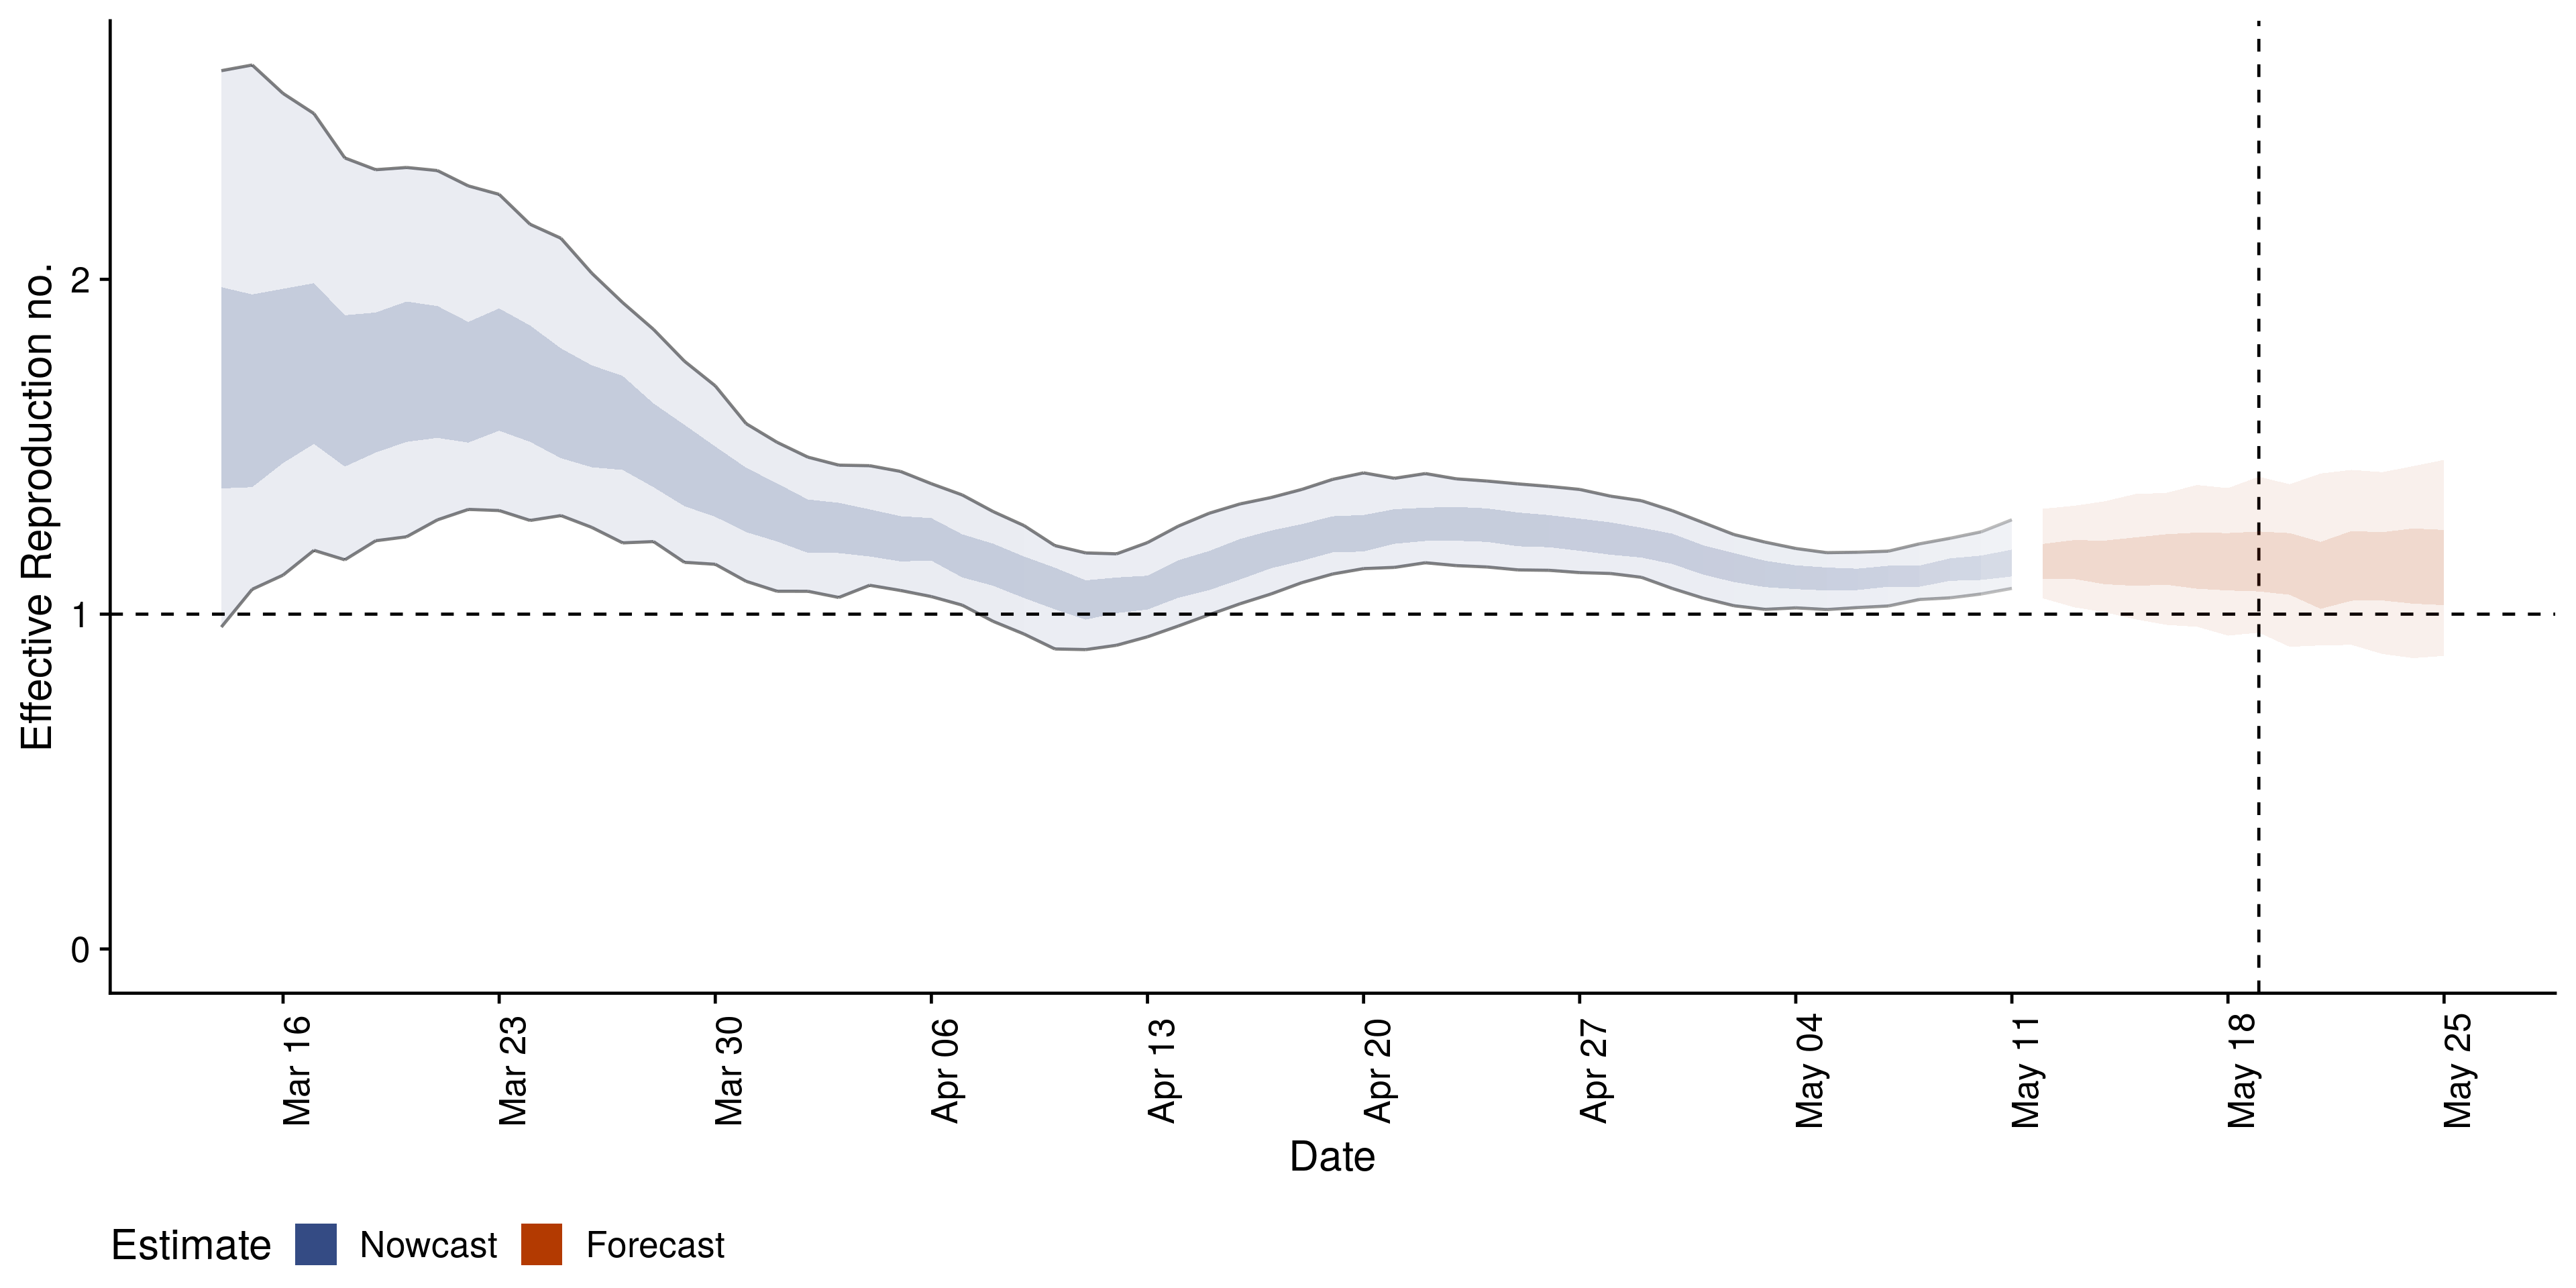 Effective Reproduction no.
2
1
0
Mar 16
Mar 23
Mar 30
Apr 06
Apr 13
Apr 20
Apr 27
May 04
May 11
May 18
May 25
Date
Estimate Nowcast Forecast